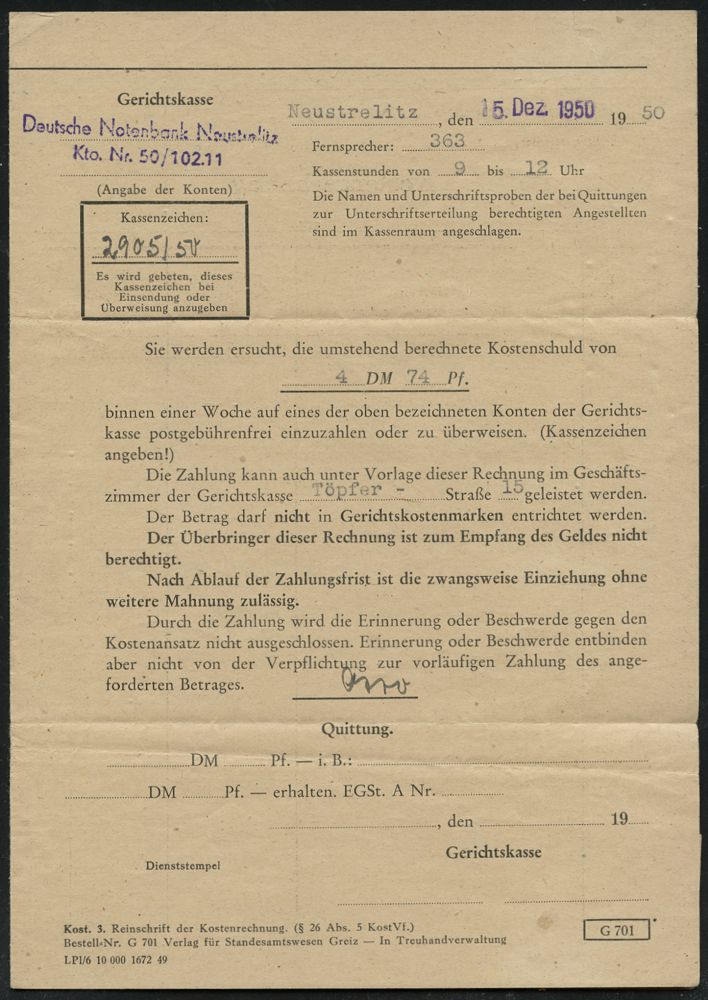 Gerichtskasse
Deutsche Notenbank Neustrelitz
Kto. Nr. 50/102.11
(Angabe der Konten)
Kassenzeichen:
2905/50
Es wird gebeten, dieses
Kassenzeichen bei
Einsendung oder
Überweisung anzugeben
Neustrelitz, den 15. Dez. 1950 19 50
Fernsprecher: 363
Kassenstunden von 9 bis 12 Uhr
Die Namen und Unterschriftsproben der bei Quittungen
zur Unterschriftserteilung berechtigten Angestellten
sind im Kassenraum angeschlagen.
Sie werden ersucht, die umstehend berechnete Kostenschuld von
4 DM 74 Pf.
binnen einer Woche auf eines der oben bezeichneten Konten der Gerichts-
kasse postgebührenfrei einzuzahlen oder zu überweisen. (Kassenzeichen
angeben!)
Die Zahlung kann auch unter Vorlage dieser Rechnung im Geschäfts-
zimmer der Gerichtskasse Töpfer - Straße 15 geleistet werden.
Der Betrag darf nicht in Gerichtskostenmarken entrichtet werden.
Der Überbringer dieser Rechnung ist zum Empfang des Geldes nicht
berechtigt.
Nach Ablauf der Zahlungsfrist ist die zwangsweise Einziehung ohne
weitere Mahnung zulässig.
Durch die Zahlung wird die Erinnerung oder Beschwerde gegen den
Kostenansatz nicht ausgeschlossen. Erinnerung oder Beschwerde entbinden
aber nicht von der Verpflichtung zur vorläufigen Zahlung des ange-
forderten Betrages.
Quittung.
DM Pf. — i. B.:
DM Pf. — erhalten. EGSt. A Nr.
, den 19
Gerichtskasse
Dienststempel
Kost. 3. Reinschrift der Kostenrechnung. (§ 26 Abs. 5 KostVf.)
Bestell-Nr. G 701 Verlag für Standesamtswesen Greiz — In Treuhandverwaltung
LPI/6 10 000 1672 49
G 701